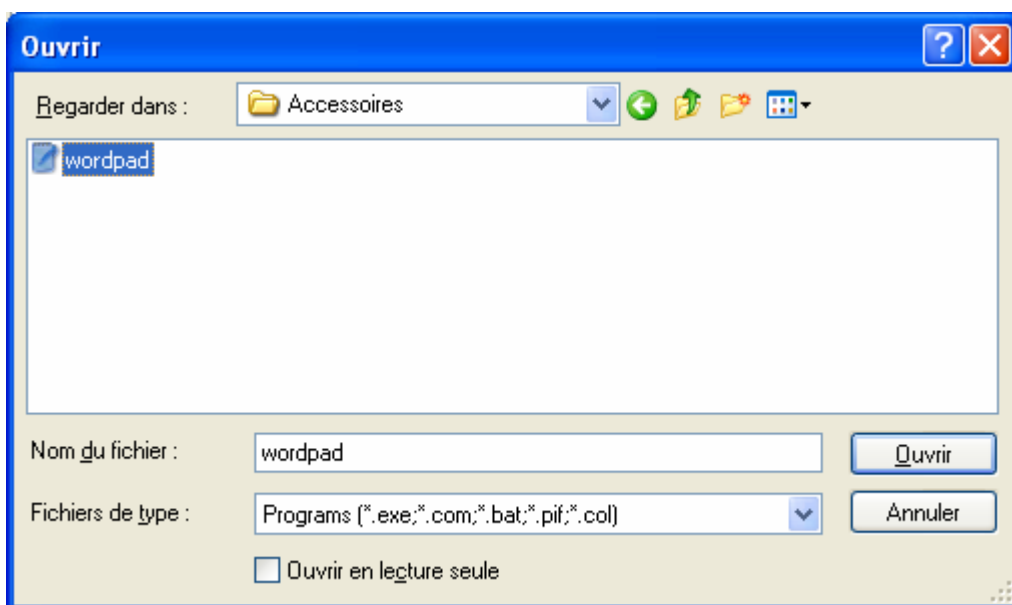 Ouvrir
Regarder dans : Accessoires
wordpad
Nom du fichier : wordpad Ouvrir
Fichiers de type : Programs (*.exe;*.com;*.bat;*.pif;*.col) Annuler
Ouvrir en lecture seule